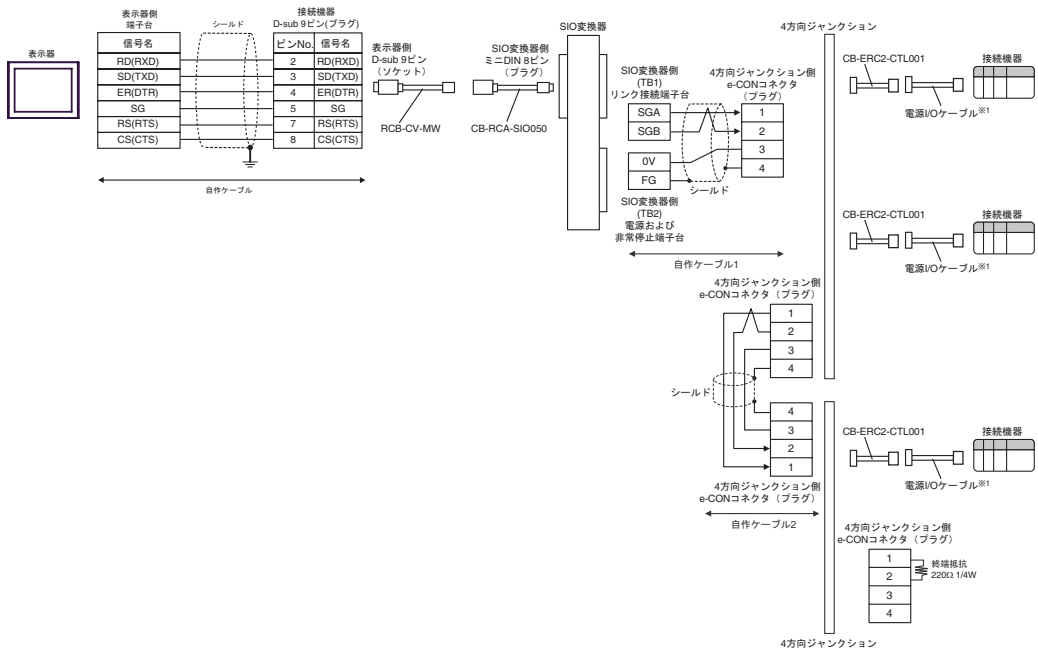 表示器
表示器側
端子台
信号名
RD(RXD)
SD(TXD)
ER(DTR)
SG
RS(RTS)
CS(CTS)
シールド
接続機器
D-sub 9ピン(プラグ)
ピンNo. 信号名
2 RD(RXD)
3 SD(TXD)
4 ER(DTR)
5 SG
7 RS(RTS)
8 CS(CTS)
自作ケーブル
表示器側
D-sub 9ピン
（ソケット）
RCB-CV-MW
SIO変換器側
ミニDIN 8ピン
（プラグ）
CB-RCA-SIO050
SIO変換器
SIO変換器側
(TB1)
リンク接続端子台
SGA
SGB
0V
FG
SIO変換器側
(TB2)
電源および
非常停止端子台
シールド
4方向ジャンクション側
e-CONコネクタ
（プラグ）
1
2
3
4
自作ケーブル1
4方向ジャンクション側
e-CONコネクタ（プラグ）
1
2
3
4
シールド
4
3
2
1
4方向ジャンクション側
e-CONコネクタ（プラグ）
自作ケーブル2
4方向ジャンクション
CB-ERC2-CTL001
接続機器
電源I/Oケーブル※1
CB-ERC2-CTL001
接続機器
電源I/Oケーブル※1
CB-ERC2-CTL001
接続機器
電源I/Oケーブル※1
4方向ジャンクション側
e-CONコネクタ（プラグ）
1
2
3
4
終端抵抗
220Ω 1/4W
4方向ジャンクション